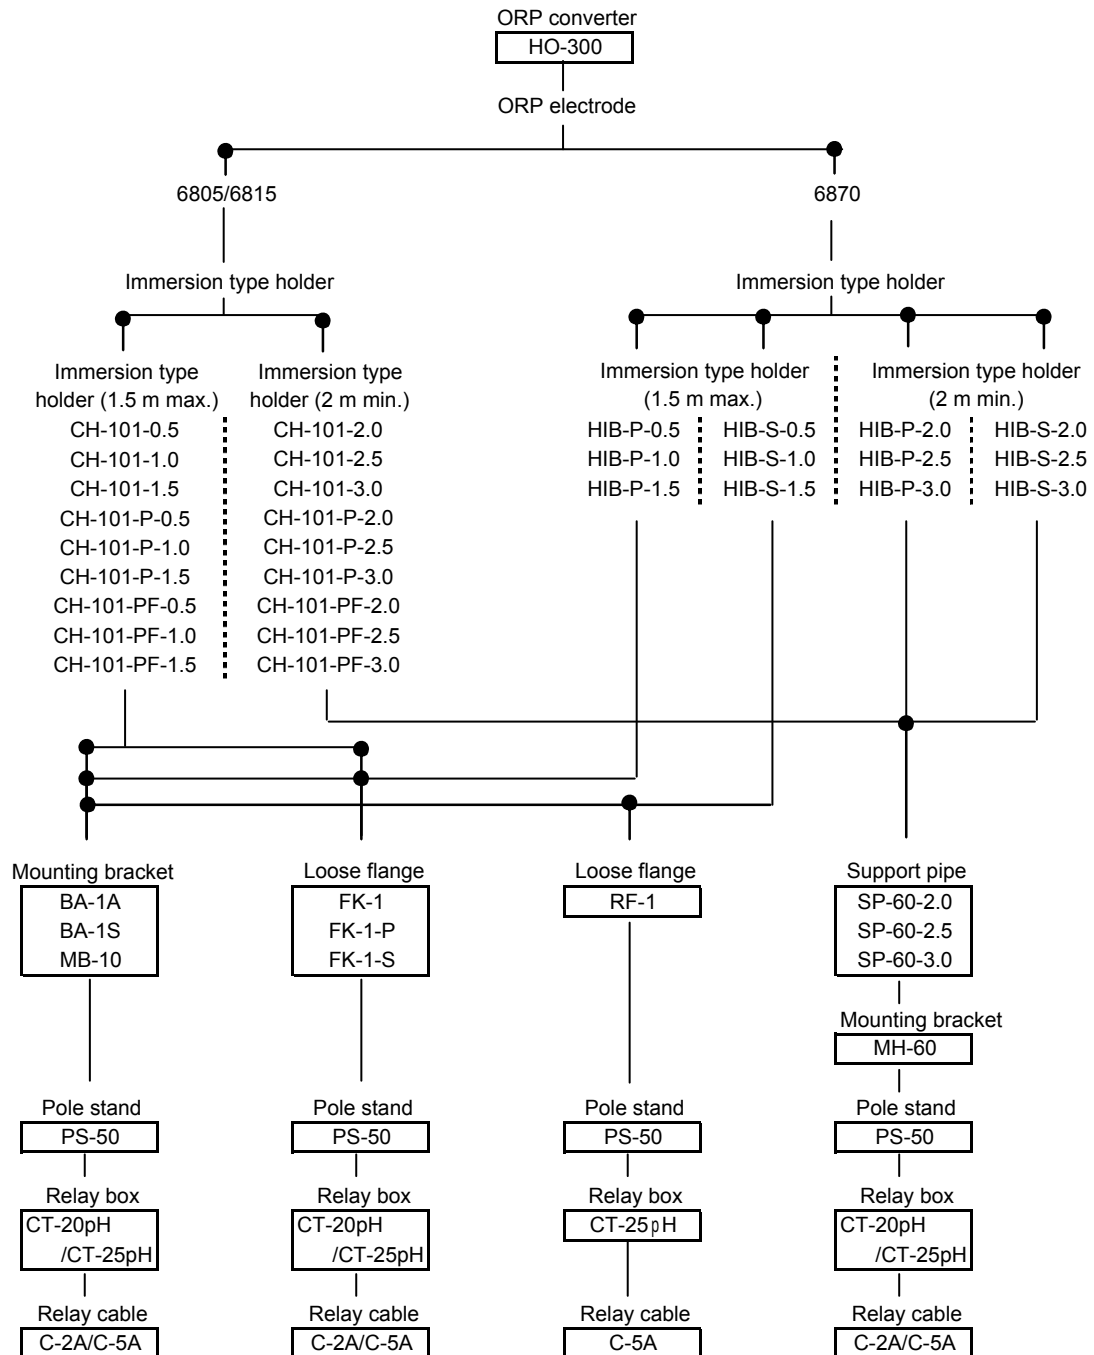 ORP converter
HO-300
ORP electrode
6805/6815
6870
Immersion type holder
Immersion type holder
Immersion type
holder (1.5 m max.)
CH-101-0.5
CH-101-1.0
CH-101-1.5
CH-101-P-0.5
CH-101-P-1.0
CH-101-P-1.5
CH-101-PF-0.5
CH-101-PF-1.0
CH-101-PF-1.5
Immersion type
holder (2 m min.)
CH-101-2.0
CH-101-2.5
CH-101-3.0
CH-101-P-2.0
CH-101-P-2.5
CH-101-P-3.0
CH-101-PF-2.0
CH-101-PF-2.5
CH-101-PF-3.0
Immersion type holder
(1.5 m max.)
HIB-P-0.5
HIB-P-1.0
HIB-P-1.5
HIB-S-0.5
HIB-S-1.0
HIB-S-1.5
Immersion type holder
(2 m min.)
HIB-P-2.0
HIB-P-2.5
HIB-P-3.0
HIB-S-2.0
HIB-S-2.5
HIB-S-3.0
Mounting bracket
BA-1A
BA-1S
MB-10
Pole stand
PS-50
Relay box
CT-20pH
/CT-25pH
Relay cable
C-2A/C-5A
Loose flange
FK-1
FK-1-P
FK-1-S
Pole stand
PS-50
Relay box
CT-20pH
/CT-25pH
Relay cable
C-2A/C-5A
Loose flange
RF-1
Pole stand
PS-50
Relay box
CT-25pH
Relay cable
C-5A
Support pipe
SP-60-2.0
SP-60-2.5
SP-60-3.0
Mounting bracket
MH-60
Pole stand
PS-50
Relay box
CT-20pH
/CT-25pH
Relay cable
C-2A/C-5A